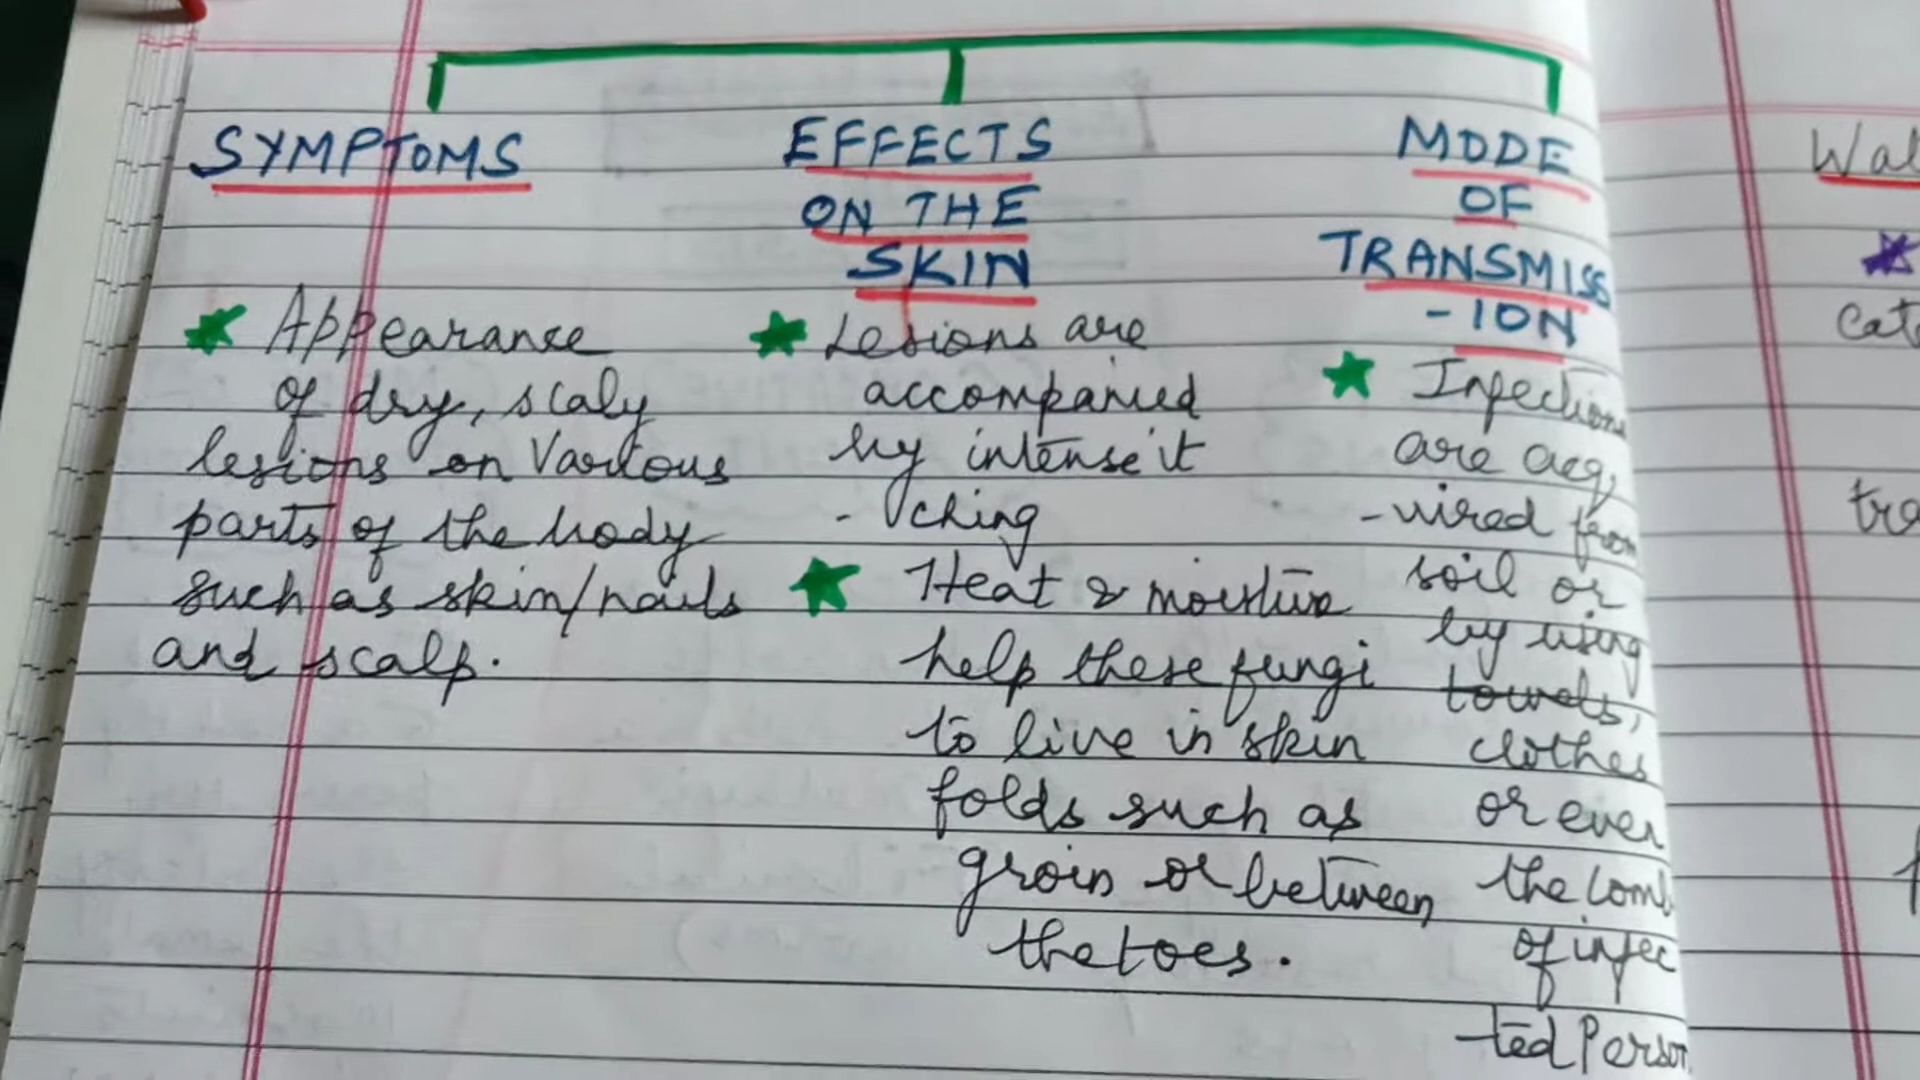 SYMPTOMS
★ Appearance
of dry, scaly
lesions on Various
parts of the body
such as skin/nails
and scalp.
EFFECTS
ON THE
SKIN
★ Lesions are
accompanied
by intense it
- ching
★ Heat & moisture
help these fungi
to live in skin
folds such as
groin or between
the toes.
MODE
OF
TRANSMISS
-ION
★ Infections
are acq
-uired from
soil or
by using
towels,
clothes
or even
the comb
of infec
-ted Person